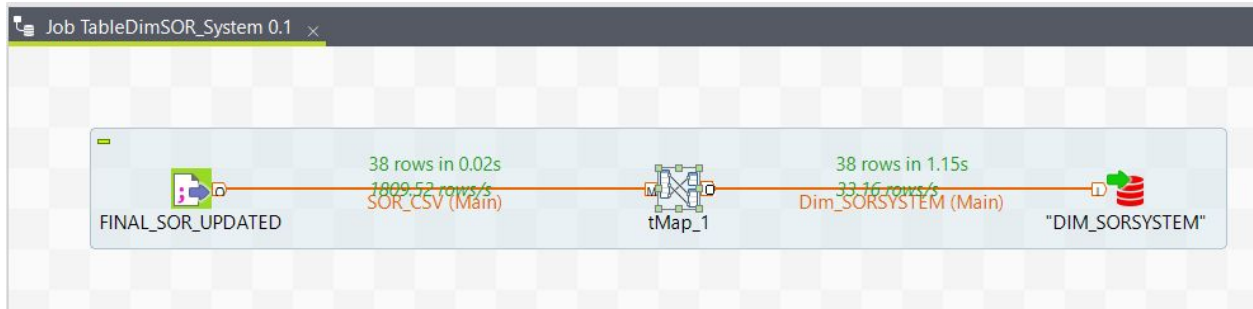 Job TableDimSOR_System 0.1
38 rows in 0.02s
1809.52 rows/s
SOR_CSV (Main)
38 rows in 1.15s
33.16 rows/s
Dim_SORSYSTEM (Main)
FINAL_SOR_UPDATED
tMap_1
"DIM_SORSYSTEM"